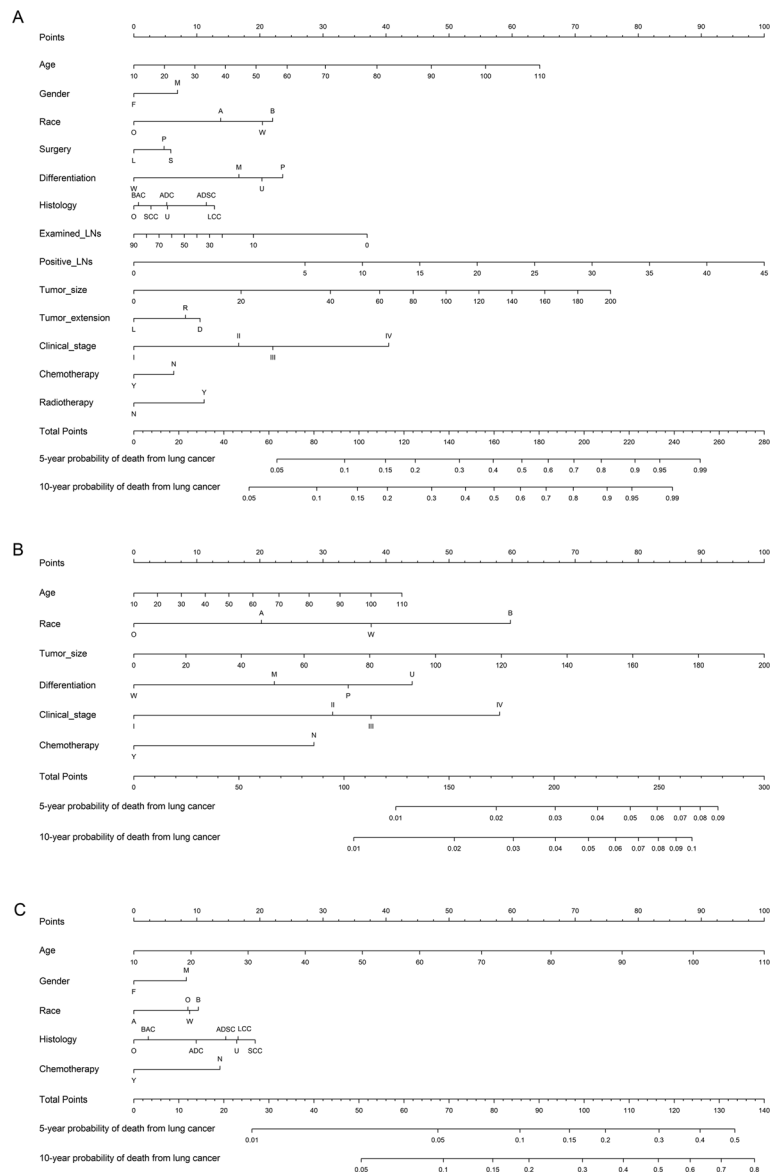 A
Points 0 10 20 30 40 50 60 70 80 90 100
Age
10 20 30 40 50 60 70 80 90 100 110
M
Gender
F
A B
Race
O W
P
Surgery
L S
M P
Differentiation
W U
BAC ADC ADSC
Histology
O SCC U LCC
Examined_LNs
90 70 50 30 10 0
Positive_LNs
0 5 10 15 20 25 30 35 40 45
Tumor_size
0 20 40 60 80 100 120 140 160 180 200
R
Tumor_extension
L D
II IV
Clinical_stage
I III
N
Chemotherapy
Y
Y
Radiotherapy
N
Total Points
0 20 40 60 80 100 120 140 160 180 200 220 240 260 280
5-year probability of death from lung cancer
0.05 0.1 0.15 0.2 0.3 0.4 0.5 0.6 0.7 0.8 0.9 0.95 0.99
10-year probability of death from lung cancer
0.05 0.1 0.15 0.2 0.3 0.4 0.5 0.6 0.7 0.8 0.9 0.95 0.99
B
0 10 20 30 40 50 60 70 80 90 100
Points
Age
10 20 30 40 50 60 70 80 90 100 110
A B
Race
O W
Tumor_size
0 20 40 60 80 100 120 140 160 180 200
M U
Differentiation
W P
II IV
Clinical_stage
I III
N
Chemotherapy
Y
Total Points
0 50 100 150 200 250 300
5-year probability of death from lung cancer
0.01 0.02 0.03 0.04 0.05 0.06 0.07 0.08 0.09
10-year probability of death from lung cancer
0.01 0.02 0.03 0.04 0.05 0.06 0.07 0.08 0.09 0.1
C
0 10 20 30 40 50 60 70 80 90 100
Points
Age
10 20 30 40 50 60 70 80 90 100 110
M
Gender
F
O B
Race
A W
BAC ADSC LCC
Histology
O ADC U SCC
N
Chemotherapy
Y
Total Points
0 10 20 30 40 50 60 70 80 90 100 110 120 130 140
5-year probability of death from lung cancer
0.01 0.05 0.1 0.15 0.2 0.3 0.4 0.5
10-year probability of death from lung cancer
0.05 0.1 0.15 0.2 0.3 0.4 0.5 0.6 0.7 0.8